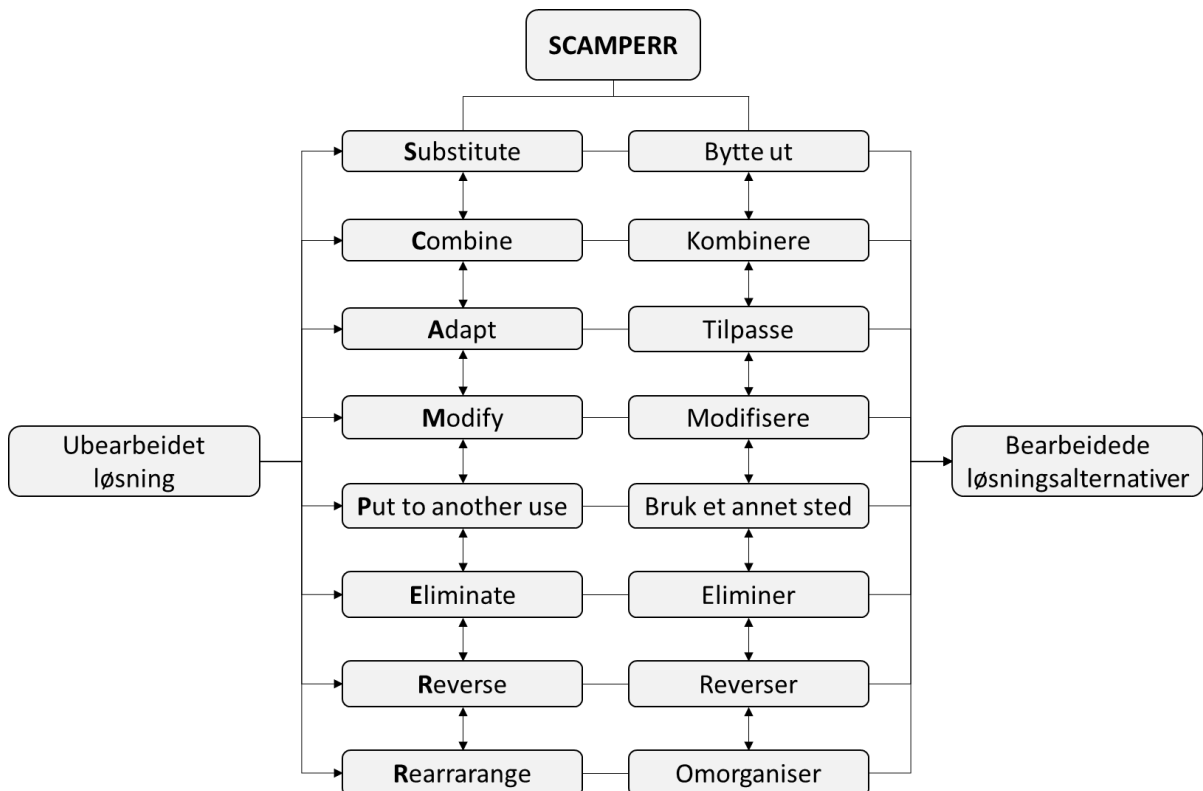 SCAMPERR
Substitute
Bytte ut
Combine
Kombinere
Adapt
Tilpasse
Modify
Modifisere
Ubearbeidet
løsning
Bearbeidede
løsningsalternativer
Put to another use
Bruk et annet sted
Eliminate
Eliminer
Reverse
Reverser
Rearrarange
Omorganiser